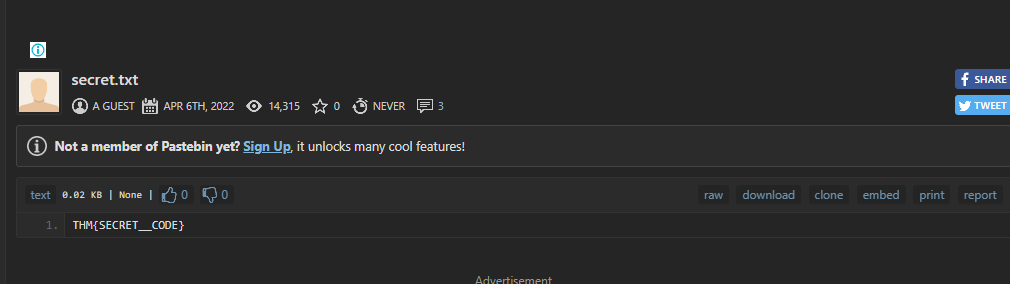 secret.txt
SHARE
A GUEST APR 6TH, 2022 14,315 0 NEVER 3
TWEET
Not a member of Pastebin yet? Sign Up, it unlocks many cool features!
text 0.02 KB | None | 0 0 raw download clone embed print report
1. THM{SECRET__CODE}
Advertisement